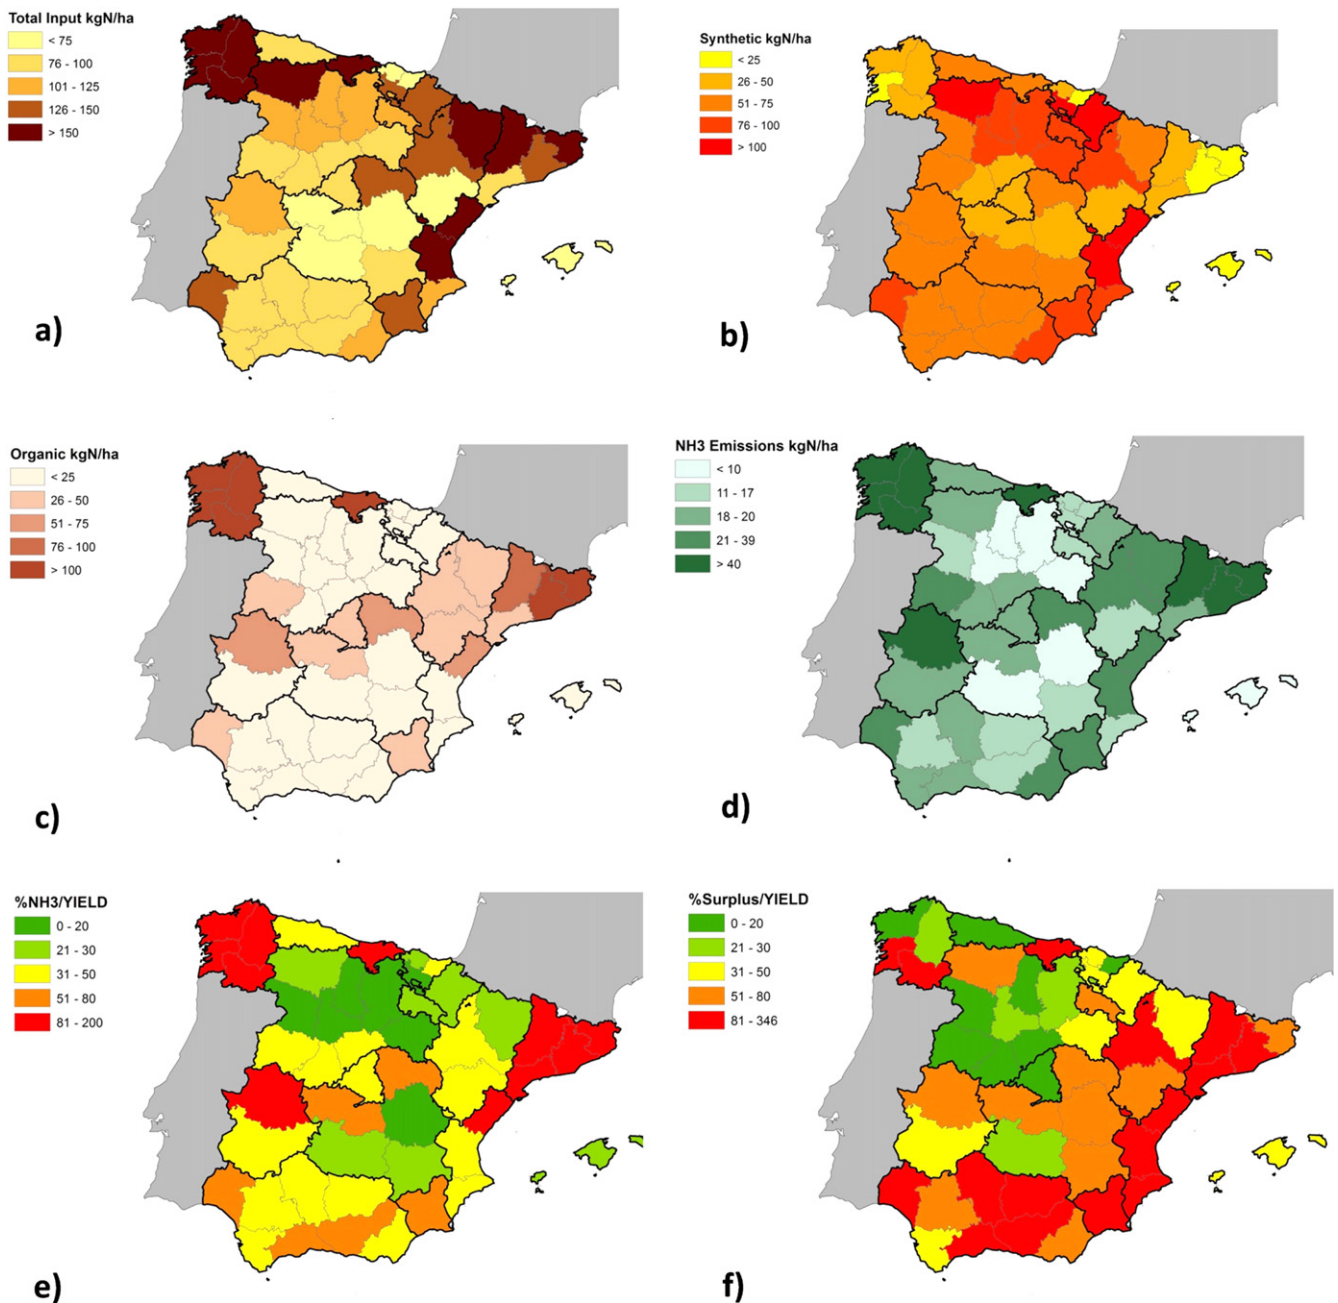 Total Input kgN/ha
< 75
76 - 100
101 - 125
126 - 150
> 150
a)
Synthetic kgN/ha
< 25
26 - 50
51 - 75
76 - 100
> 100
b)
Organic kgN/ha
< 25
26 - 50
51 - 75
76 - 100
> 100
c)
NH3 Emissions kgN/ha
< 10
11 - 17
18 - 20
21 - 39
> 40
d)
%NH3/YIELD
0 - 20
21 - 30
31 - 50
51 - 80
81 - 200
e)
%Surplus/YIELD
0 - 20
21 - 30
31 - 50
51 - 80
81 - 346
f)